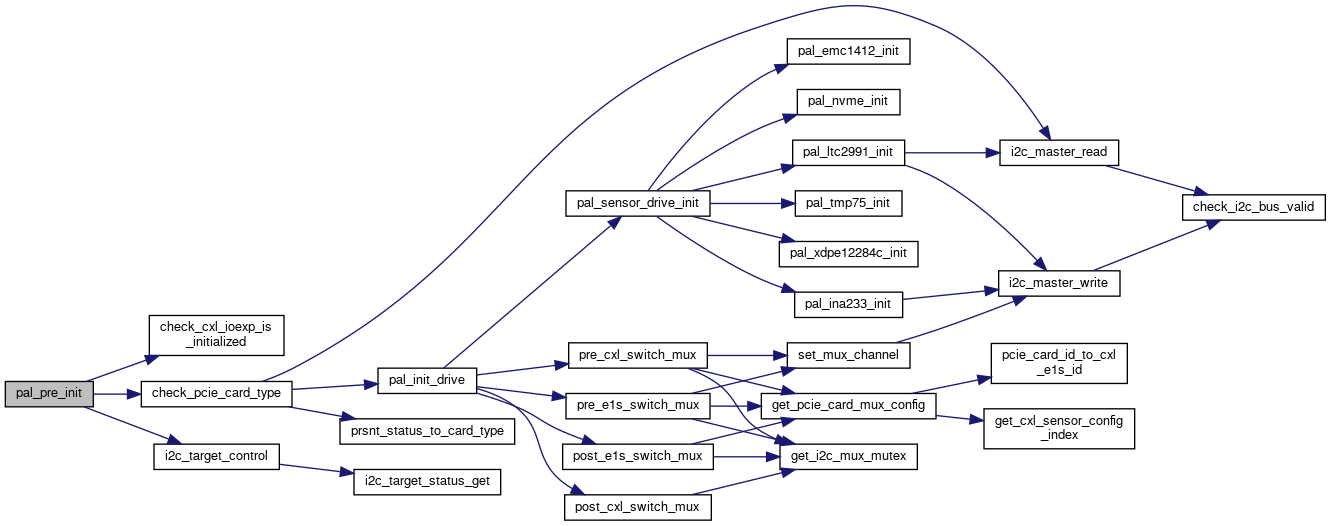 pal_pre_init
check_cxl_ioexp_is
_initialized
check_pcie_card_type
i2c_target_control
pal_init_drive
prsnt_status_to_card_type
i2c_target_status_get
pal_sensor_drive_init
pre_cxl_switch_mux
pre_e1s_switch_mux
post_e1s_switch_mux
post_cxl_switch_mux
pal_emc1412_init
pal_nvme_init
pal_ltc2991_init
pal_tmp75_init
pal_xdpe12284c_init
pal_ina233_init
set_mux_channel
get_pcie_card_mux_config
get_i2c_mux_mutex
i2c_master_read
i2c_master_write
pcie_card_id_to_cxl
_e1s_id
get_cxl_sensor_config
_index
check_i2c_bus_valid